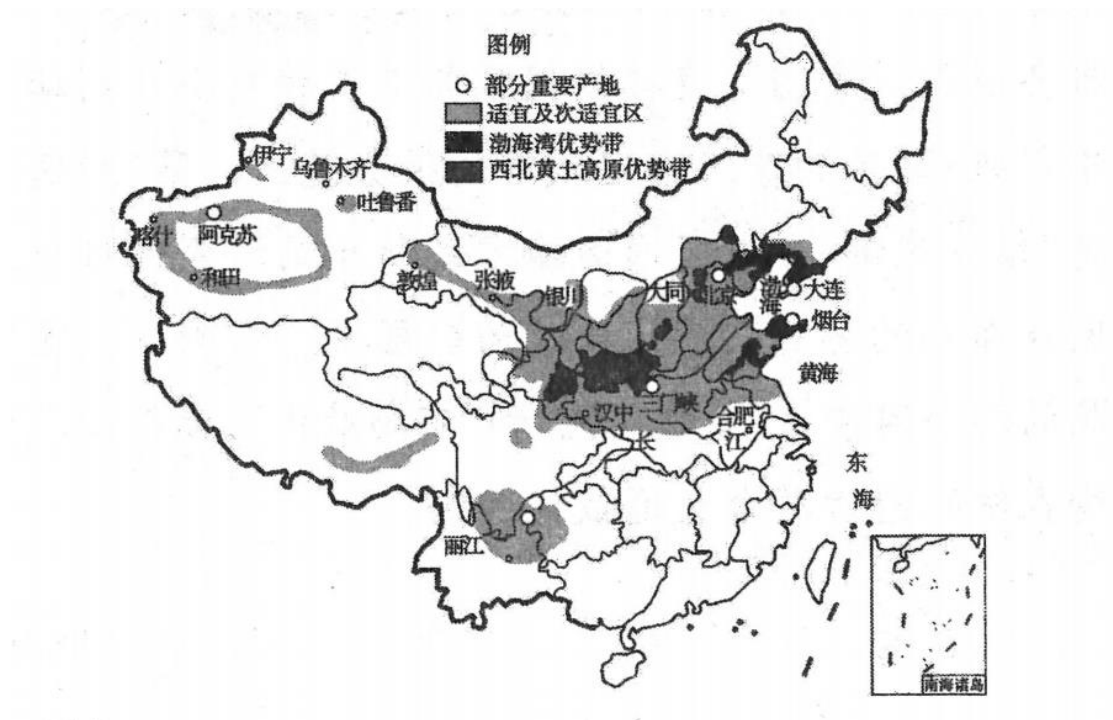 图例
部分重要产地
适宜及次适宜区
渤海湾优势带
西北黄土高原优势带
伊宁
乌鲁木齐
吐鲁番
喀什
阿克苏
和田
敦煌
张掖
银川
大同
北京
渤海
大连
烟台
黄海
三门峡
汉中
合肥
长
江
东
海
丽江
南海诸岛